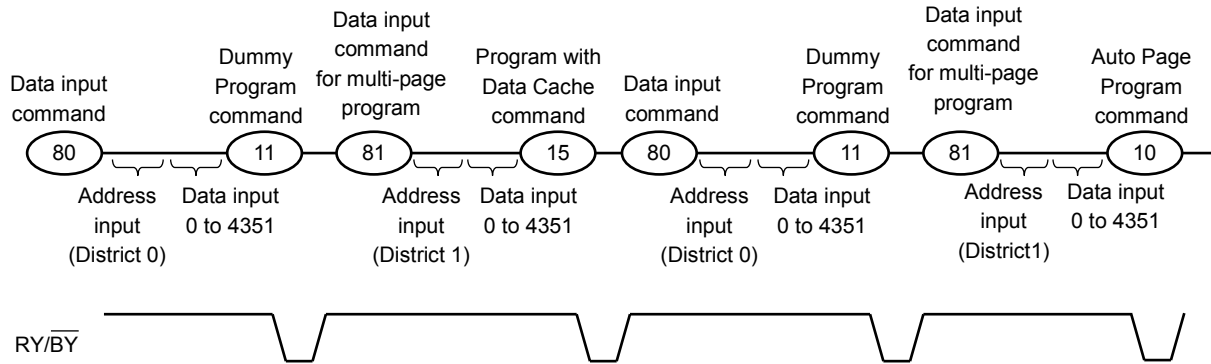 Data input
command
Dummy
Program
command
Data input
command
for multi-page
program
Program with
Data Cache
command
Data input
command
Dummy
Program
command
Data input
command
for multi-page
program
Auto Page
Program
command
80
11
81
15
80
11
81
10
Address
input
(District 0)
Data input
0 to 4351
Address
input
(District 1)
Data input
0 to 4351
Address
input
(District 0)
Data input
0 to 4351
Address
input
(District1)
Data input
0 to 4351
RY/BY